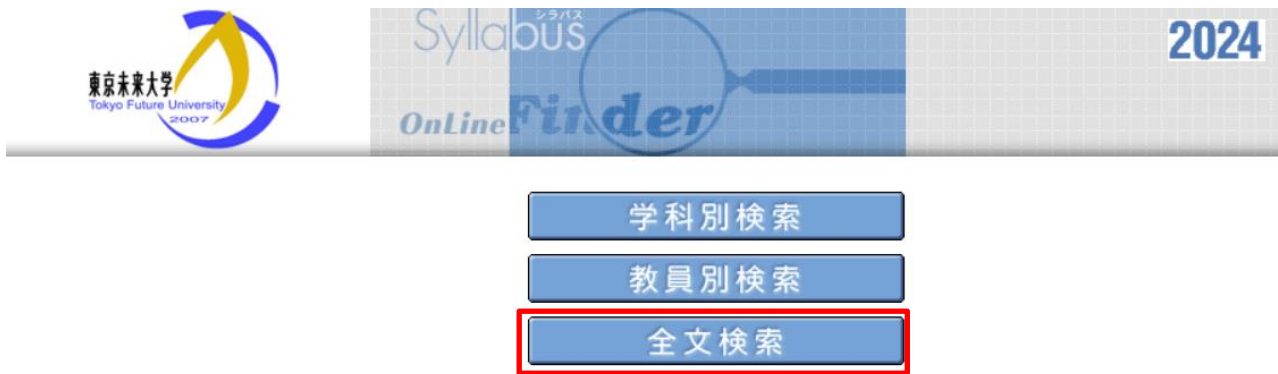 東京未来大学
Tokyo Future University
2007
シラバス
Syllabus
OnLine Finder
2024
学科別検索
教員別検索
全文検索